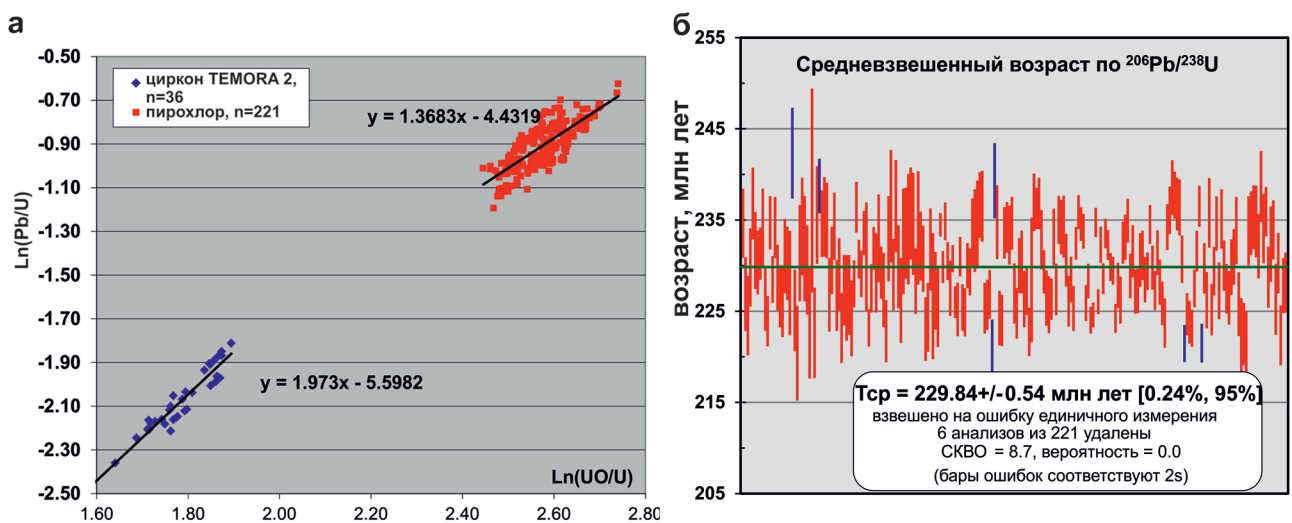 а
-0.50
-0.70
-0.90
-1.10
-1.30
-1.50
-1.70
-1.90
-2.10
-2.30
-2.50
Ln(Pb/U)
циркон TEMORA 2,
n=36
пирохлор, n=221
y = 1.3683x - 4.4319
y = 1.973x - 5.5982
Ln(UO/U)
1.60 1.80 2.00 2.20 2.40 2.60 2.80
б
255
245
235
225
215
205
возраст, млн лет
Средневзвешенный возраст по ²⁰⁶Pb/²³⁸U
Тср = 229.84+/-0.54 млн лет [0.24%, 95%]
взвешено на ошибку единичного измерения
6 анализов из 221 удалены
СКВО = 8.7, вероятность = 0.0
(бары ошибок соответствуют 2s)